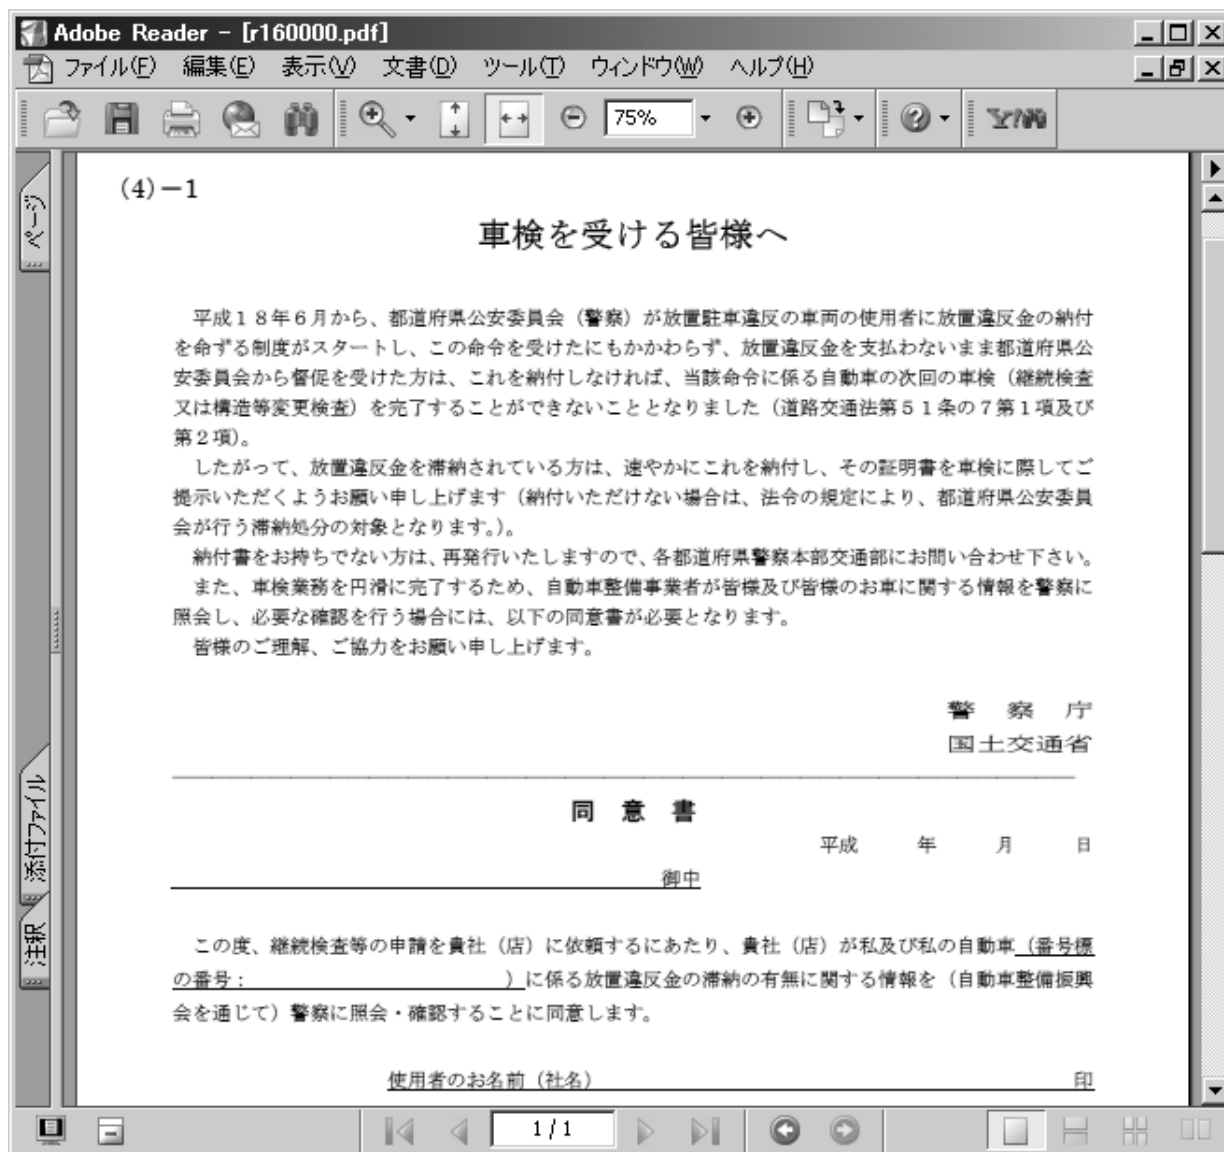 Adobe Reader - [r160000.pdf]
ファイル(F) 編集(E) 表示(V) 文書(D) ツール(T) ウィンドウ(W) ヘルプ(H)
75%
Y!
ページ
添付ファイル
注釈
(4)－1
車検を受ける皆様へ
平成１８年６月から、都道府県公安委員会（警察）が放置駐車違反の車両の使用者に放置違反金の納付
を命ずる制度がスタートし、この命令を受けたにもかかわらず、放置違反金を支払わないまま都道府県公
安委員会から督促を受けた方は、これを納付しなければ、当該命令に係る自動車の次回の車検（継続検査
又は構造等変更検査）を完了することができないこととなりました（道路交通法第５１条の７第１項及び
第２項）。
したがって、放置違反金を滞納されている方は、速やかにこれを納付し、その証明書を車検に際してご
提示いただくようお願い申し上げます（納付いただけない場合は、法令の規定により、都道府県公安委員
会が行う滞納処分の対象となります。）。
納付書をお持ちでない方は、再発行いたしますので、各都道府県警察本部交通部にお問い合わせ下さい。
また、車検業務を円滑に完了するため、自動車整備事業者が皆様及び皆様のお車に関する情報を警察に
照会し、必要な確認を行う場合には、以下の同意書が必要となります。
皆様のご理解、ご協力をお願い申し上げます。
警 察 庁
国土交通省
同 意 書
平成 年 月 日
御中
この度、継続検査等の申請を貴社（店）に依頼するにあたり、貴社（店）が私及び私の自動車（番号標
の番号： ）に係る放置違反金の滞納の有無に関する情報を（自動車整備振興
会を通じて）警察に照会・確認することに同意します。
使用者のお名前（社名） 印
1 / 1